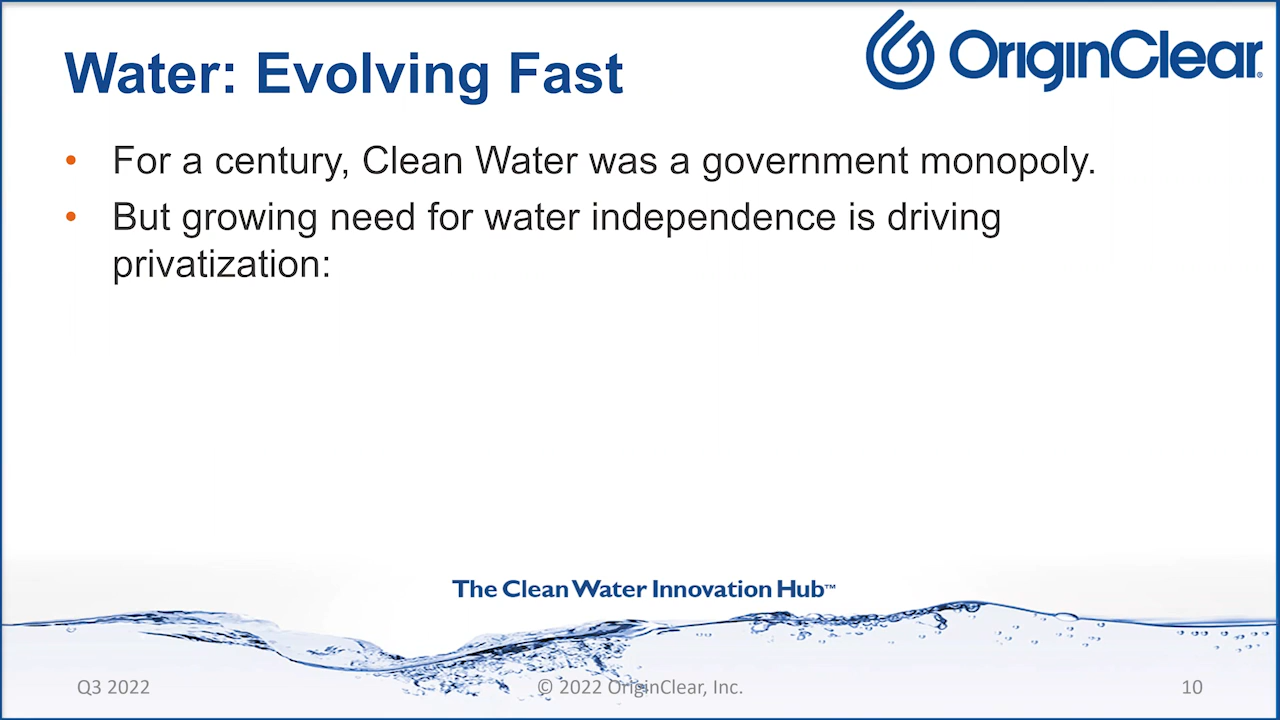 Water: Evolving Fast
OriginClear®
• For a century, Clean Water was a government monopoly.
• But growing need for water independence is driving
privatization:
The Clean Water Innovation Hub™
Q3 2022
© 2022 OriginClear, Inc.
10